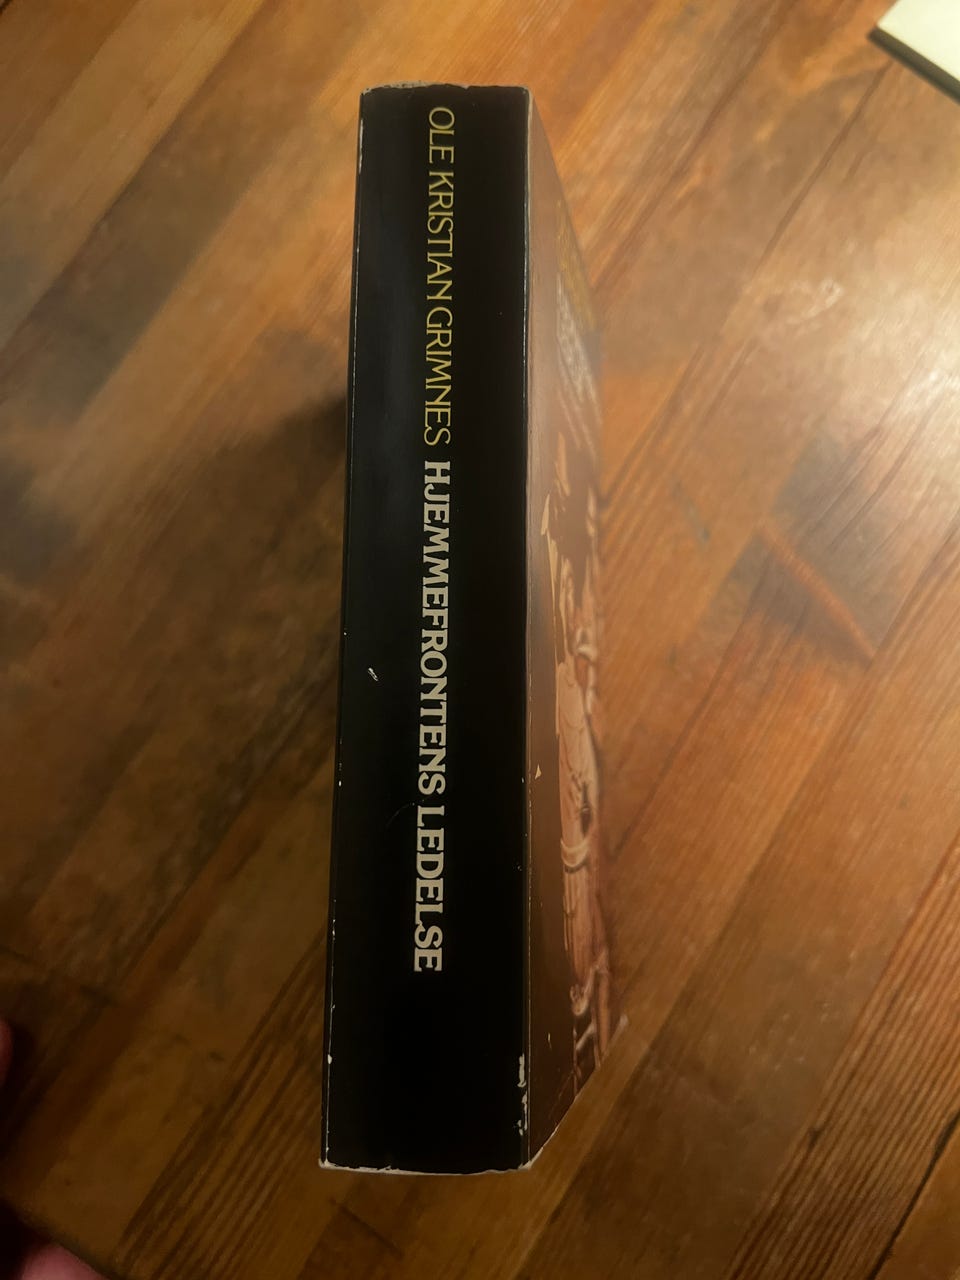 OLE KRISTIAN GRIMNES HJEMMEFRONTENS LEDELSE